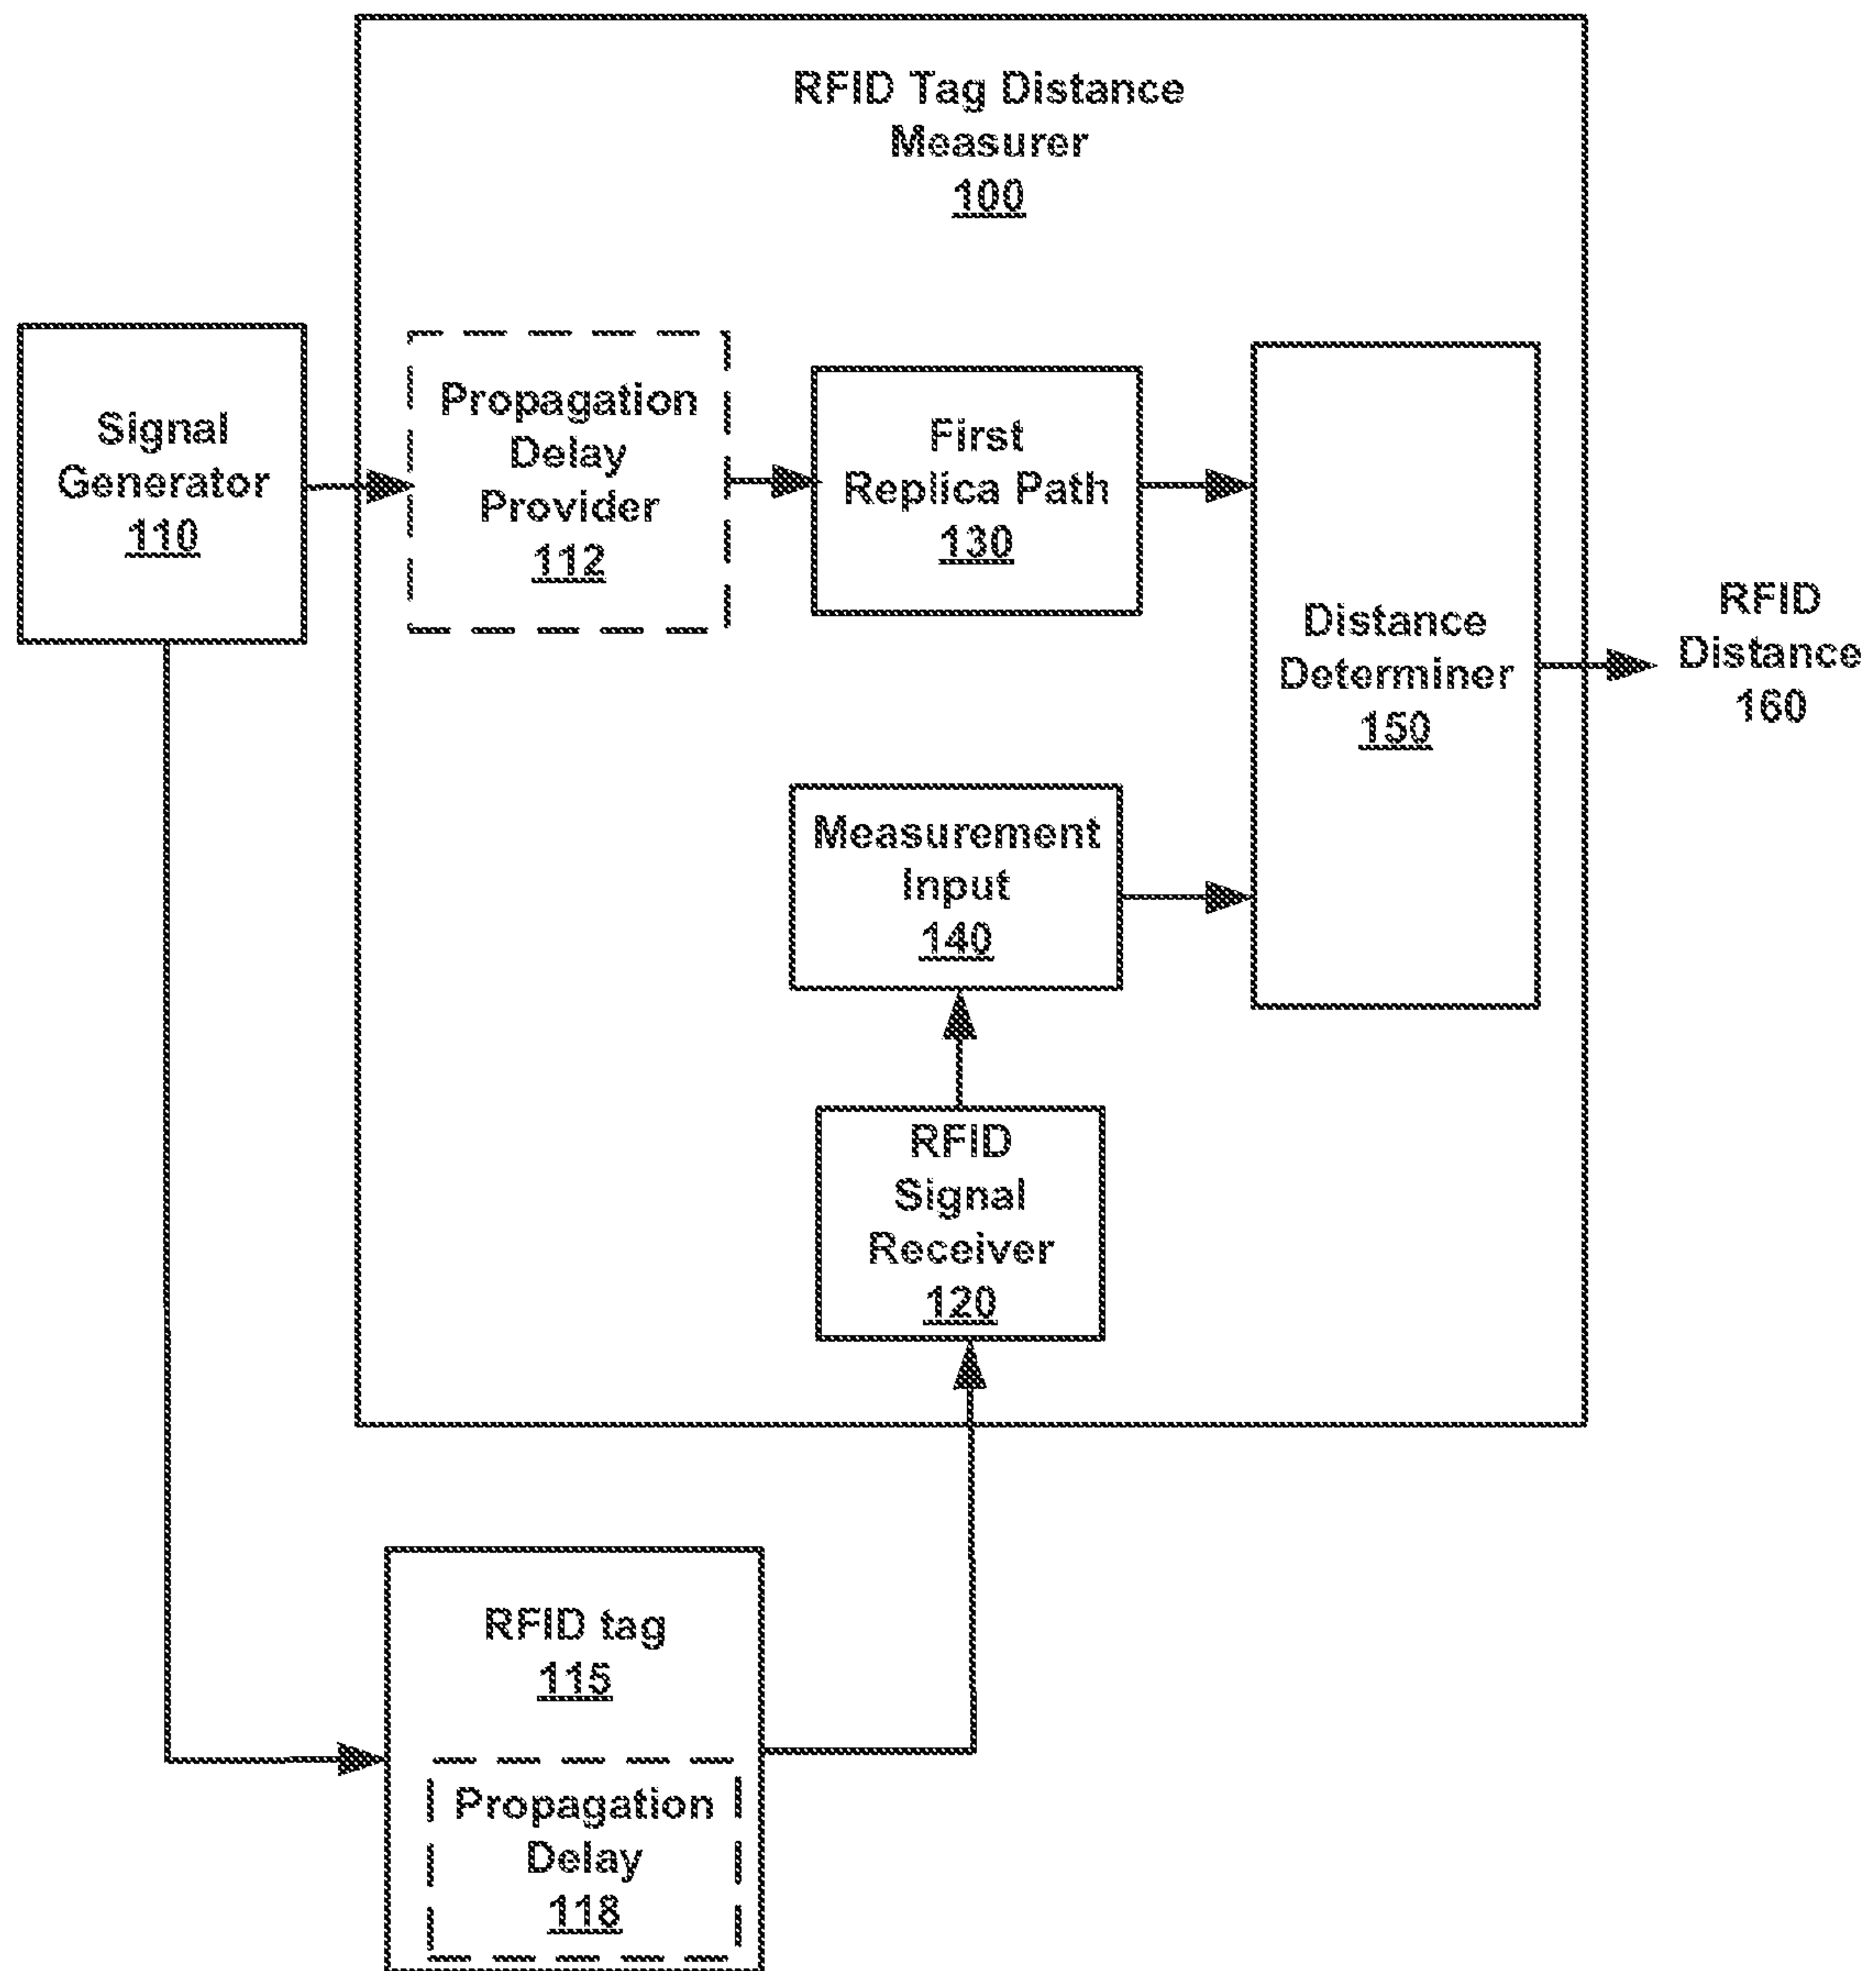 RFID Tag Distance
Measurer
100
Signal
Generator
110
Propagation
Delay
Provider
112
First
Replica Path
130
Distance
Determiner
150
RFID
Distance
160
Measurement
Input
140
RFID
Signal
Receiver
120
RFID tag
115
Propagation
Delay
118